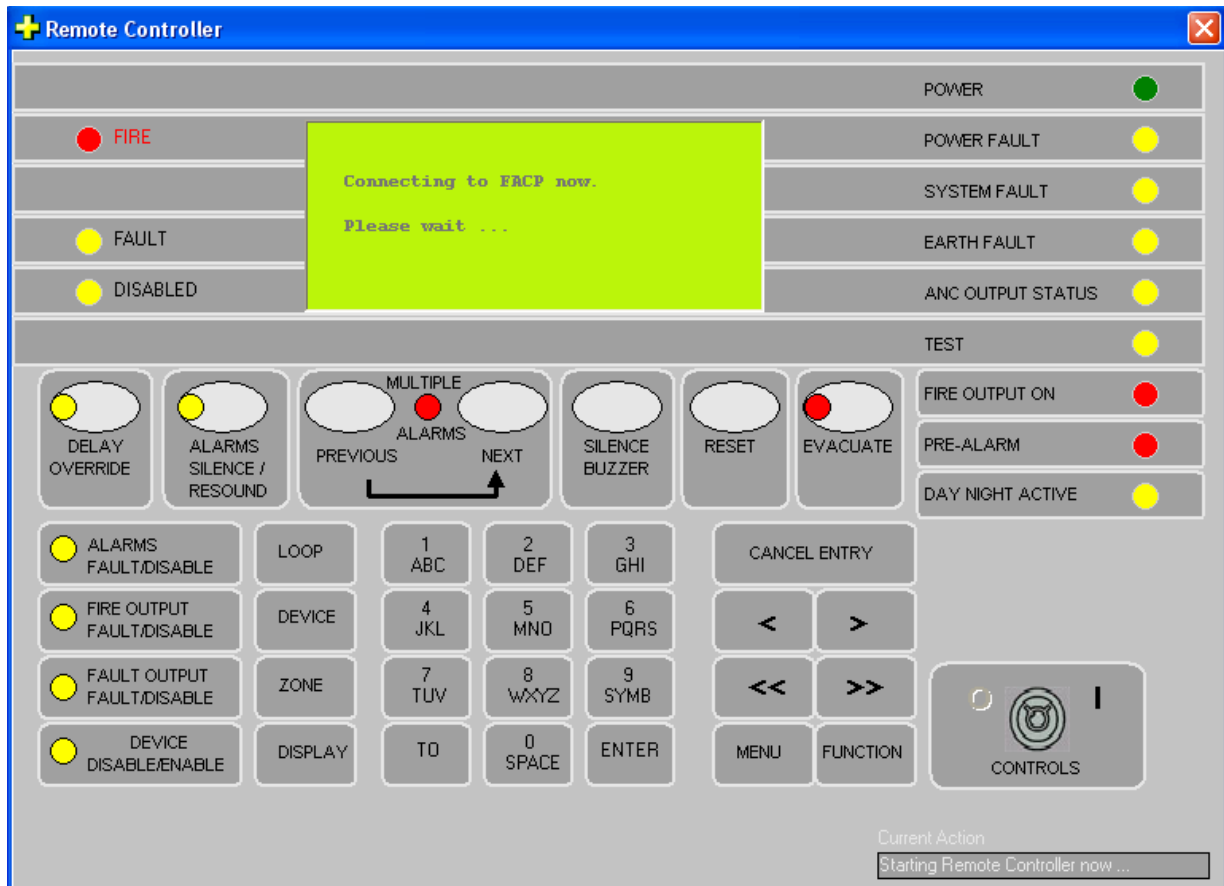 Remote Controller
POWER
FIRE
POWER FAULT
Connecting to FACP now.
SYSTEM FAULT
Please wait ...
FAULT
EARTH FAULT
DISABLED
ANC OUTPUT STATUS
TEST
DELAY
OVERRIDE
ALARMS
SILENCE /
RESOUND
MULTIPLE
ALARMS
PREVIOUS
NEXT
SILENCE
BUZZER
RESET
EVACUATE
FIRE OUTPUT ON
PRE-ALARM
DAY NIGHT ACTIVE
ALARMS
FAULT/DISABLE
LOOP
1
ABC
2
DEF
3
GHI
CANCEL ENTRY
FIRE OUTPUT
FAULT/DISABLE
DEVICE
4
JKL
5
MNO
6
PQRS
<
>
FAULT OUTPUT
FAULT/DISABLE
ZONE
7
TUV
8
WXYZ
9
SYMB
<<
>>
DEVICE
DISABLE/ENABLE
DISPLAY
TO
0
SPACE
ENTER
MENU
FUNCTION
O
I
CONTROLS
Current Action
Starting Remote Controller now ...